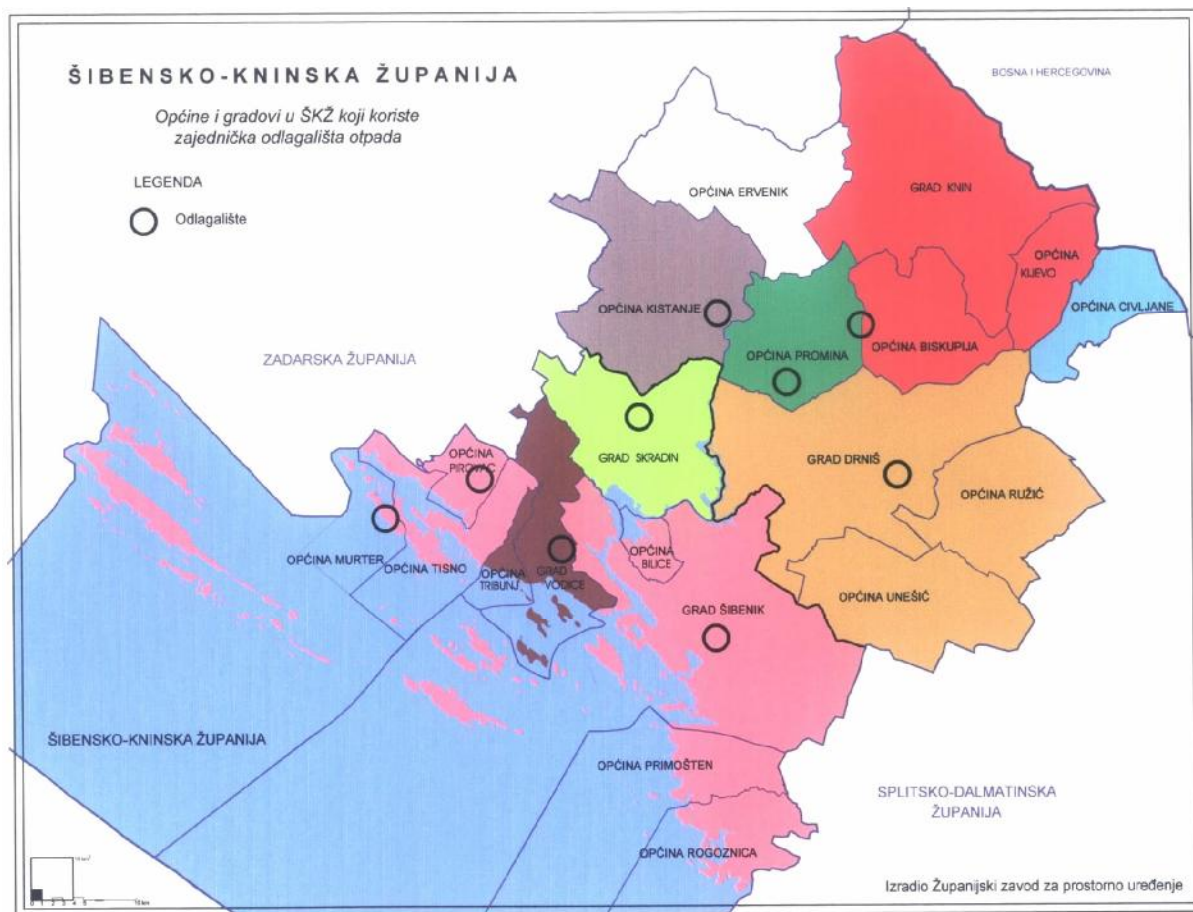 ŠIBENSKO-KNINSKA ŽUPANIJA
Općine i gradovi u ŠKŽ koji koriste
zajednička odlagališta otpada
LEGENDA
Odlagalište
BOSNA I HERCEGOVINA
OPĆINA ERVENIK
GRAD KNIN
OPĆINA
KIJEVO
OPĆINA CIVLJANE
OPĆINA KISTANJE
OPĆINA PROMINA
OPĆINA BISKUPIJA
ZADARSKA ŽUPANIJA
GRAD SKRADIN
GRAD DRNIŠ
OPĆINA RUŽIĆ
OPĆINA
PIROVAC
OPĆINA MURTER
OPĆINA TISNO
OPĆINA
TRIBUNJ
GRAD
VODICE
OPĆINA
BILICE
OPĆINA UNEŠIĆ
GRAD ŠIBENIK
ŠIBENSKO-KNINSKA ŽUPANIJA
OPĆINA PRIMOŠTEN
SPLITSKO-DALMATINSKA
ŽUPANIJA
OPĆINA ROGOZNICA
Izradio Županijski zavod za prostorno uređenje